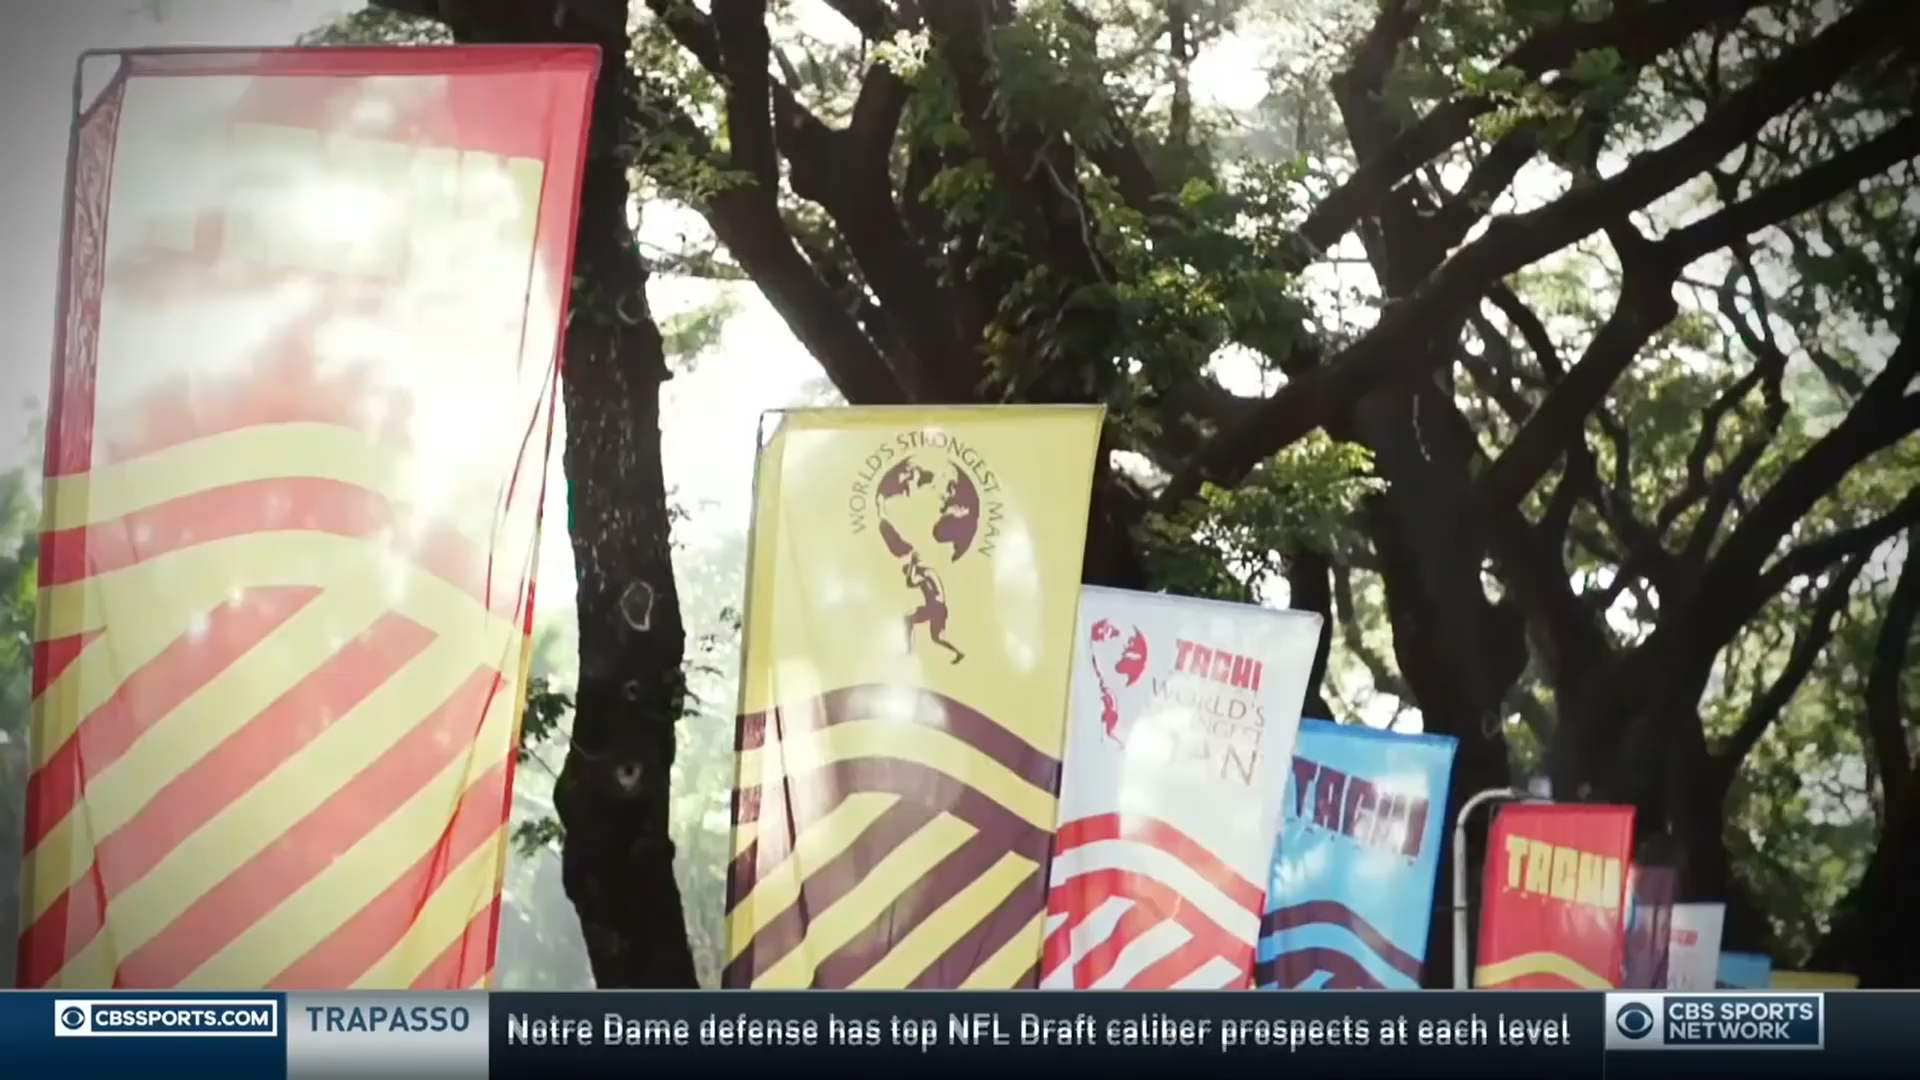 WORLD'S STRONGEST MAN
TACHI
WORLD'S
TACHI
TACHI
CBSSPORTS.COM
TRAPASSO
Notre Dame defense has top NFL Draft caliber prospects at each level
CBS SPORTS
NETWORK